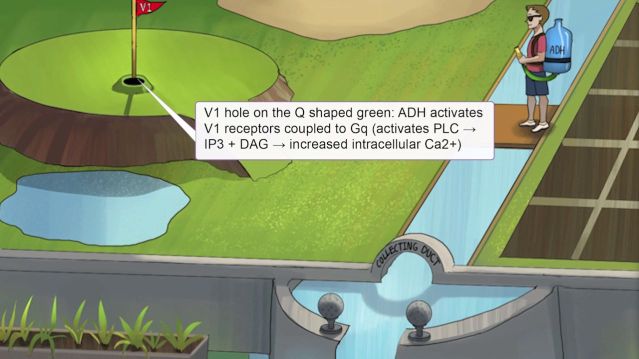 V1
ADH
V1 hole on the Q shaped green: ADH activates
V1 receptors coupled to Gq (activates PLC →
IP3 + DAG → increased intracellular Ca2+)
COLLECTING DUCT